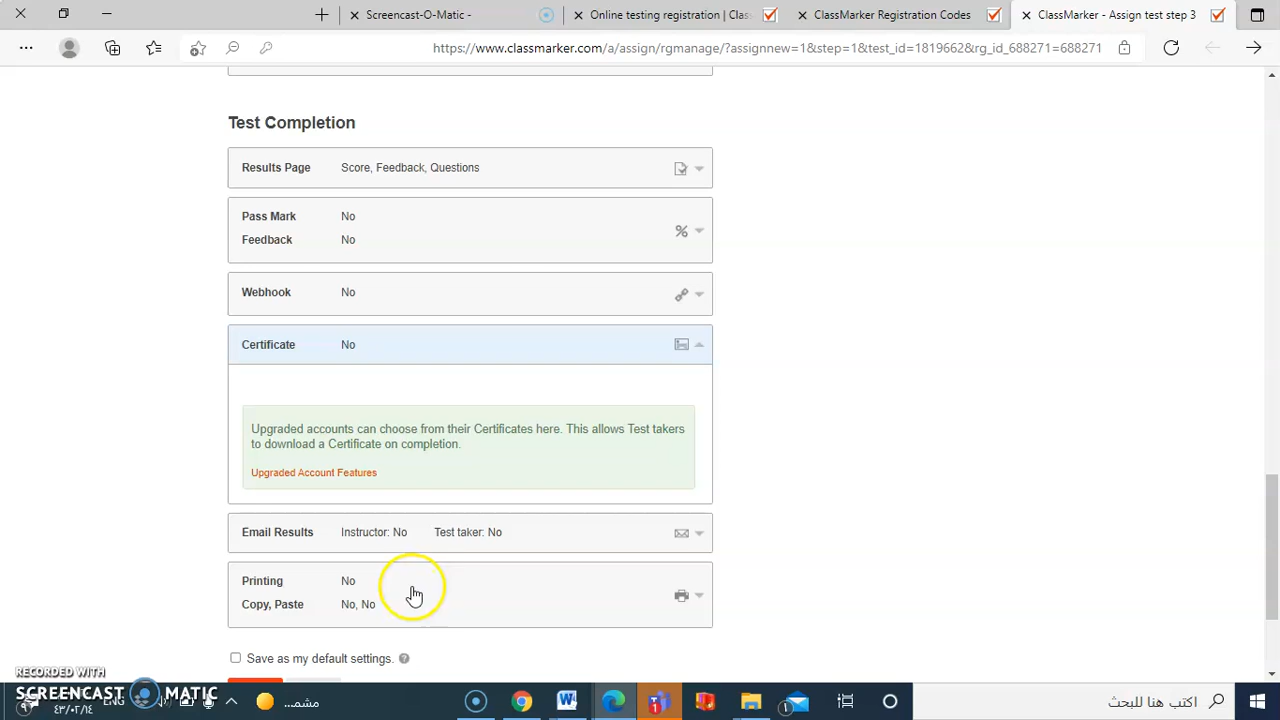 Screencast-O-Matic -
Online testing registration | Class
ClassMarker Registration Codes
ClassMarker - Assign test step 3
https://www.classmarker.com/a/assign/rgmanage/?assignnew=1&step=1&test_id=1819662&rg_id_688271=688271
Test Completion
Results Page Score, Feedback, Questions
Pass Mark No
Feedback No
Webhook No
Certificate No
Upgraded accounts can choose from their Certificates here. This allows Test takers
to download a Certificate on completion.
Upgraded Account Features
Email Results Instructor: No Test taker: No
Printing No
Copy, Paste No, No
Save as my default settings.
RECORDED WITH
SCREENCAST MATIC
ENG
مشمـ...
اكتب هنا للبحث